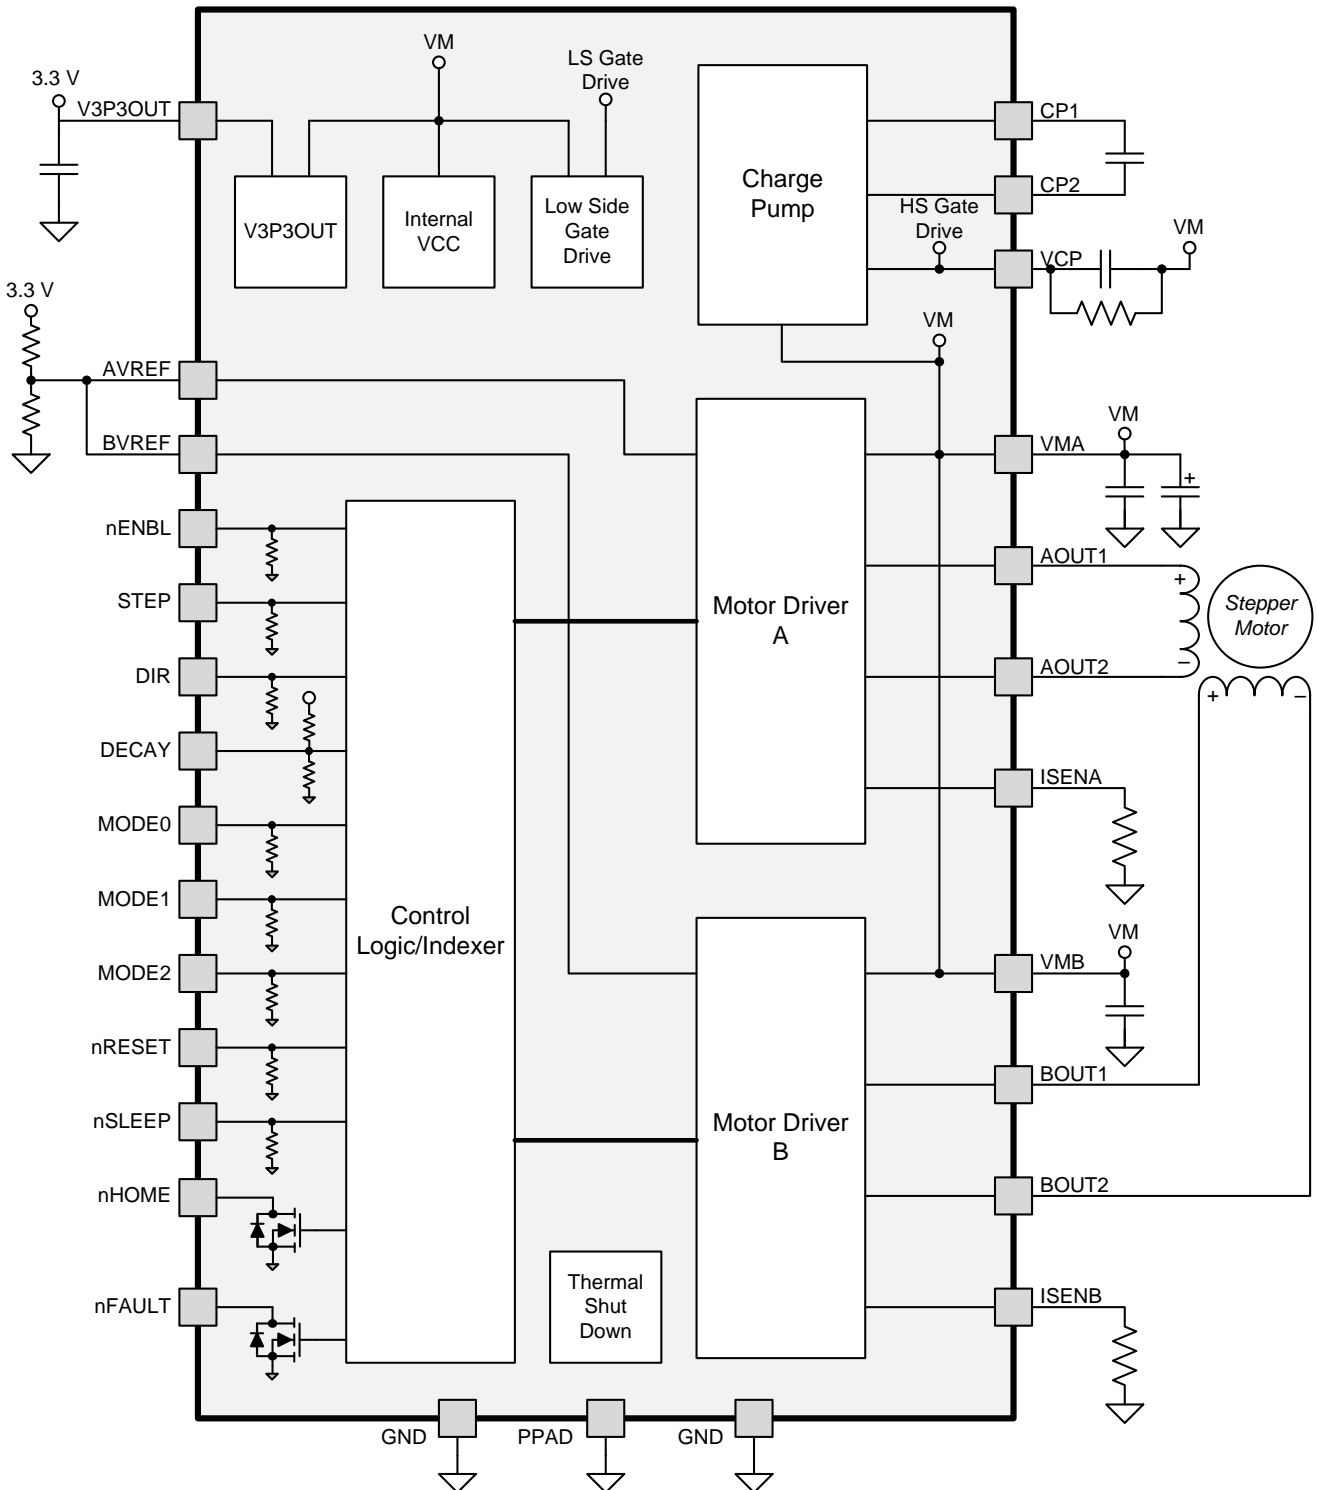 VM
LS Gate
Drive
3.3 V
V3P3OUT
V3P3OUT
Internal
VCC
Low Side
Gate
Drive
Charge
Pump
CP1
CP2
HS Gate
Drive
VCP
VM
VM
3.3 V
AVREF
BVREF
nENBL
STEP
DIR
DECAY
MODE0
MODE1
MODE2
nRESET
nSLEEP
nHOME
nFAULT
Control
Logic/Indexer
Motor Driver
A
Motor Driver
B
Thermal
Shut
Down
VM
VMA
+
AOUT1
+
Stepper
Motor
AOUT2
–
+
–
ISENA
VM
VMB
BOUT1
BOUT2
ISENB
GND
PPAD
GND